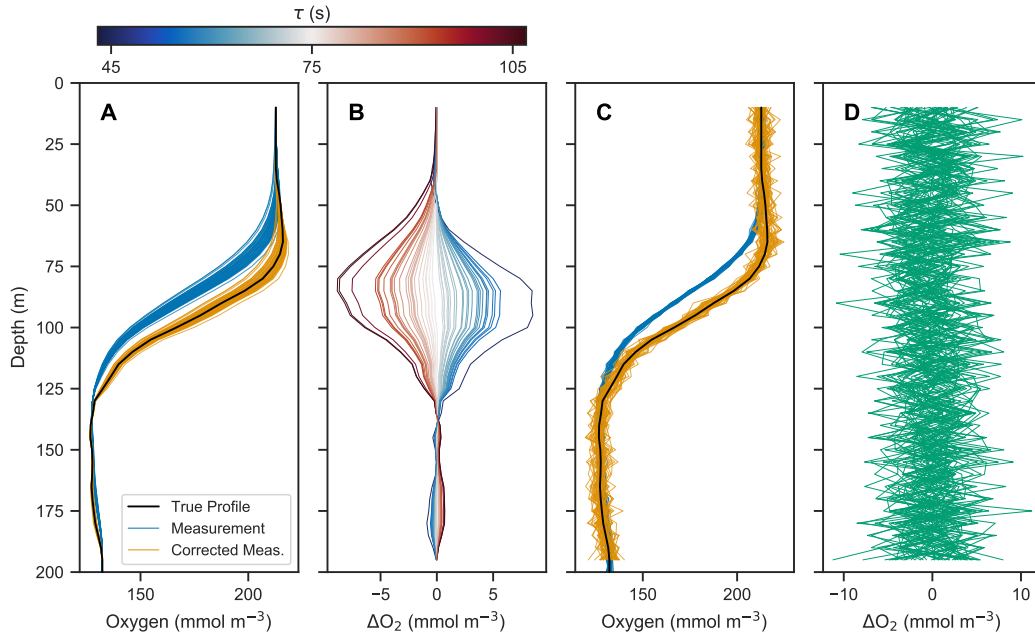 τ (s)
45 75 105
A B C D
0
25
50
75
100
125
150
175
200
Depth (m)
True Profile
Measurement
Corrected Meas.
150 200
−5 0 5
150 200
−10 0 10
Oxygen (mmol m⁻³)
ΔO₂ (mmol m⁻³)
Oxygen (mmol m⁻³)
ΔO₂ (mmol m⁻³)